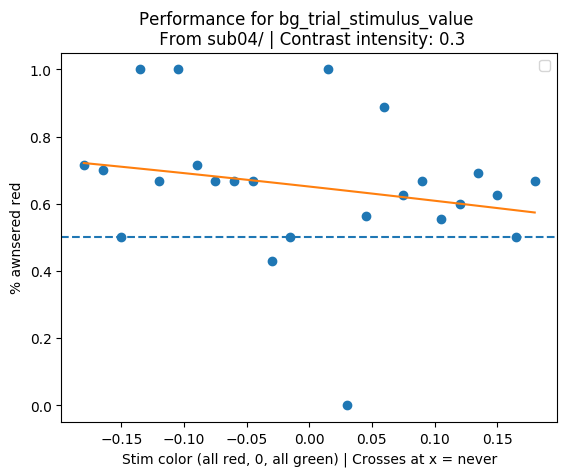 Performance for bg_trial_stimulus_value
From sub04/ | Contrast intensity: 0.3
% awnsered red
1.0
0.8
0.6
0.4
0.2
0.0
−0.15 −0.10 −0.05 0.00 0.05 0.10 0.15
Stim color (all red, 0, all green) | Crosses at x = never